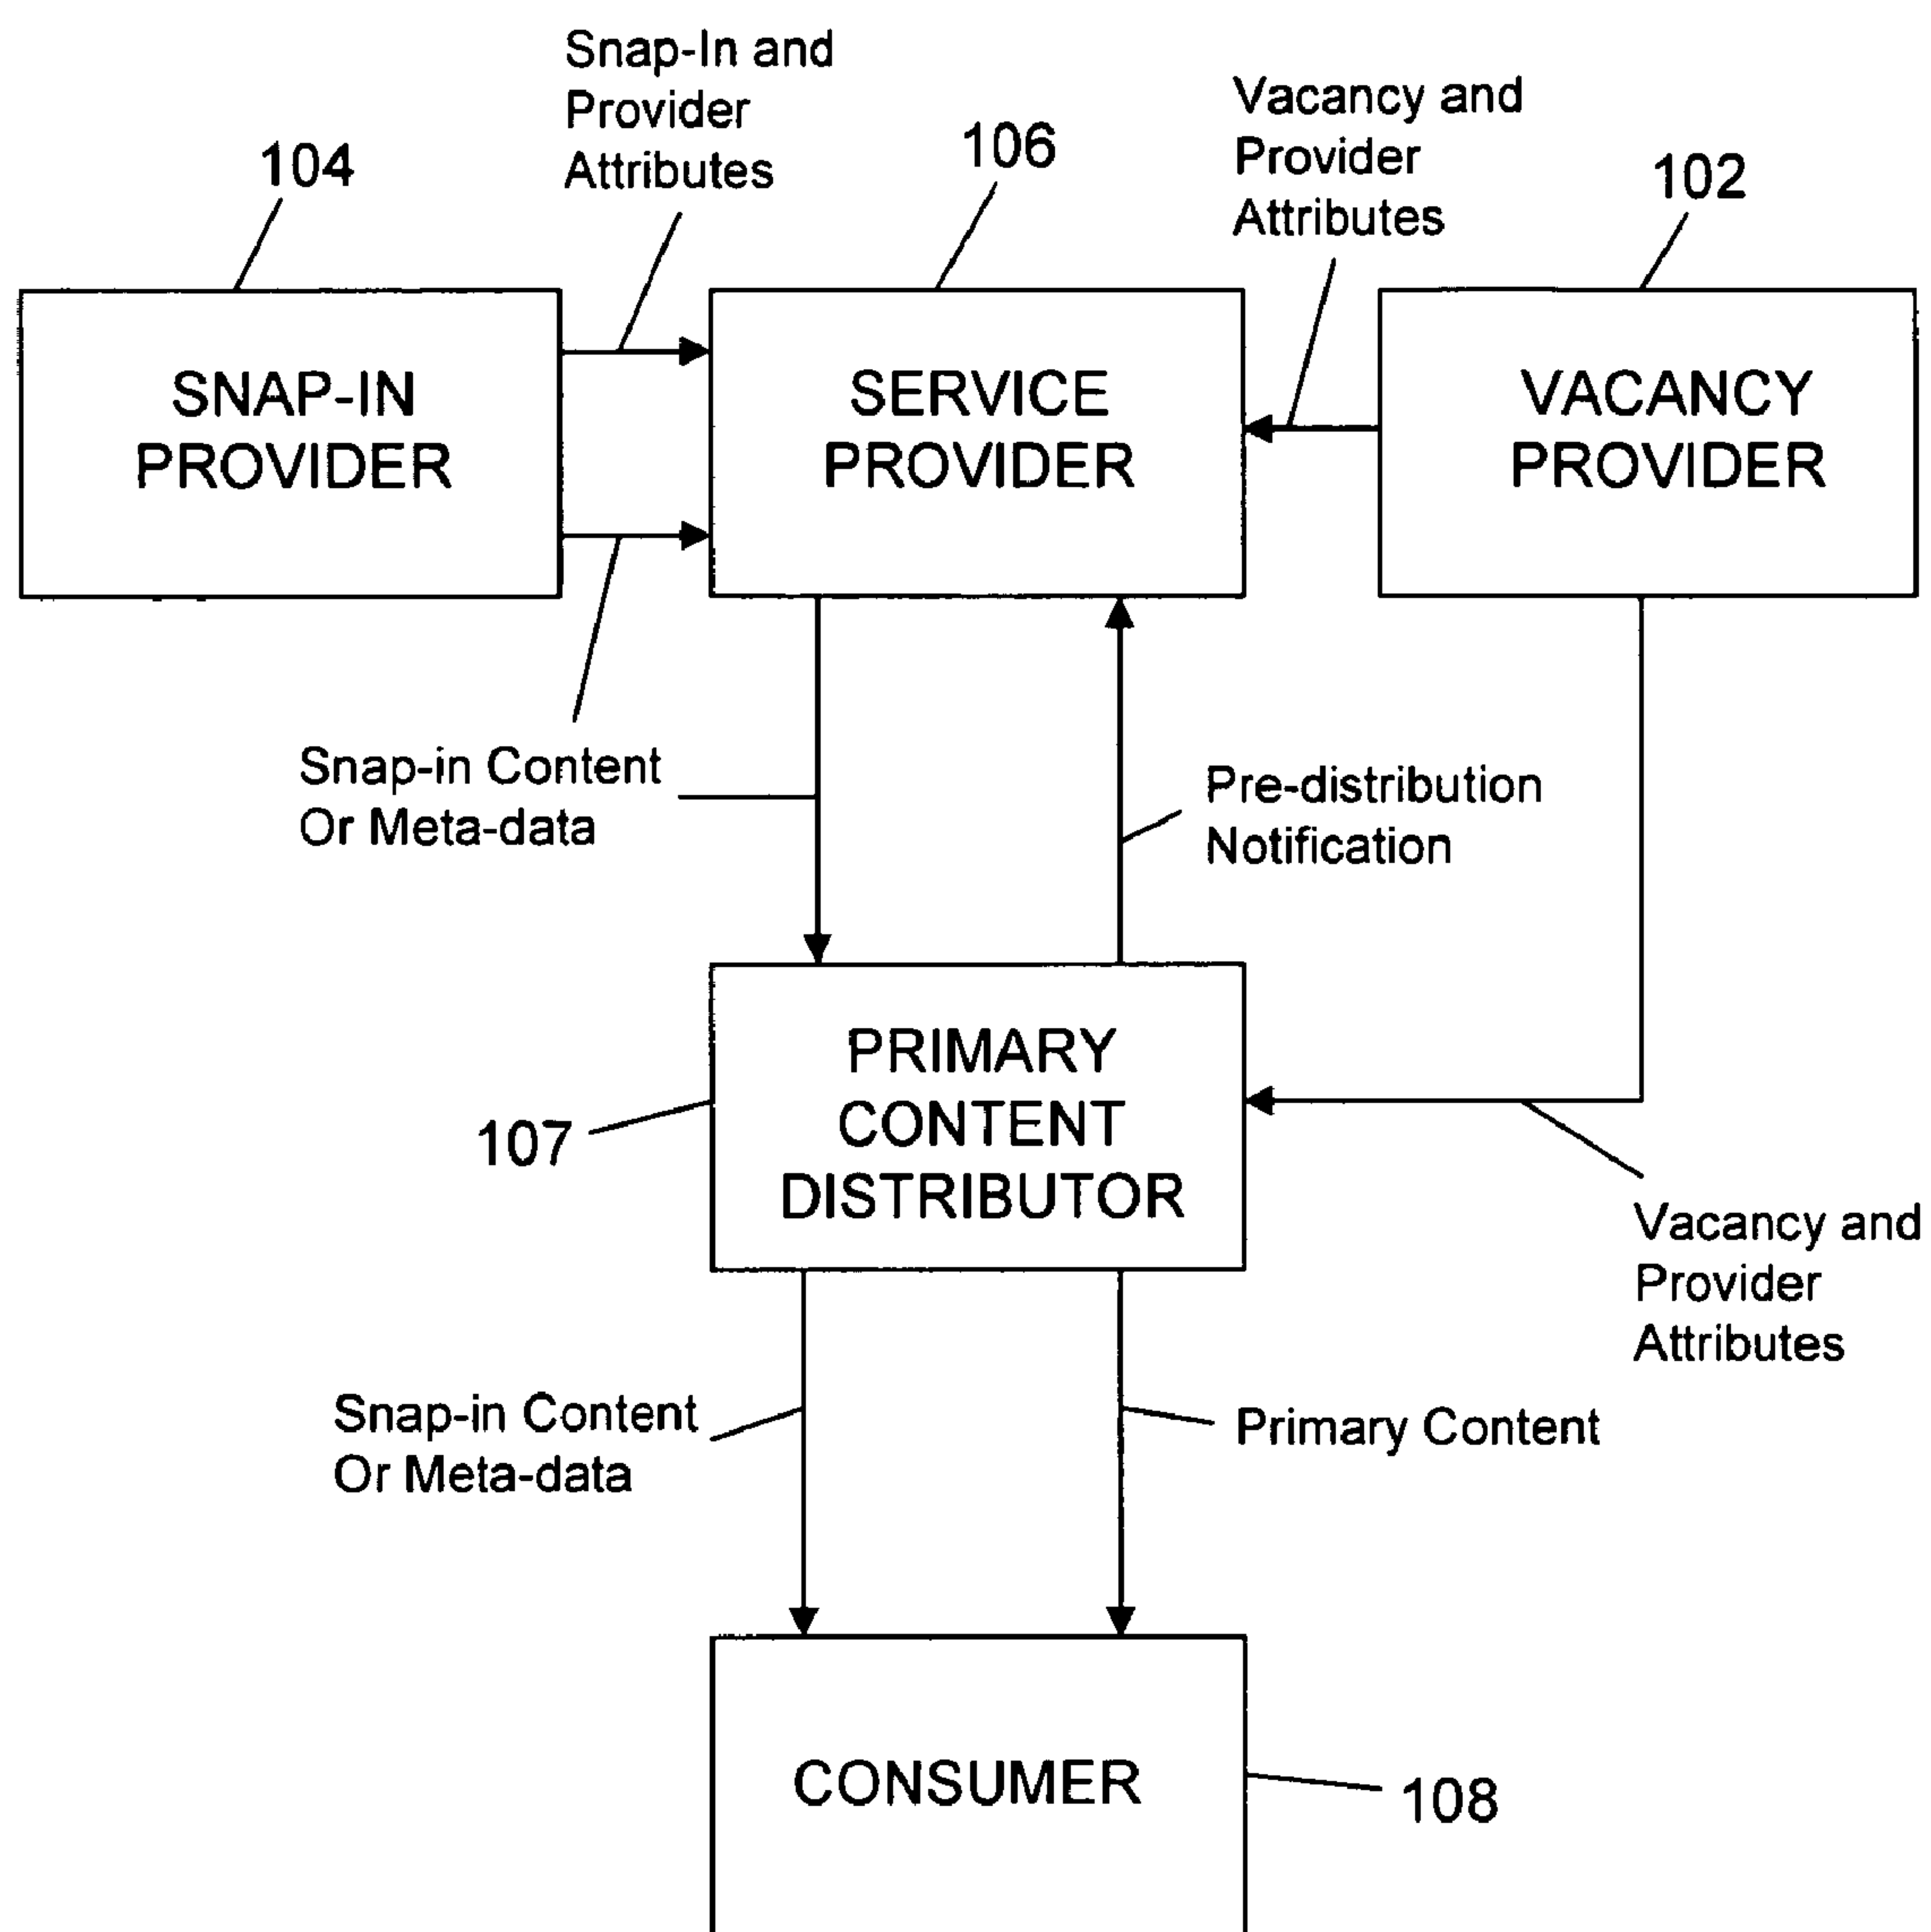 Snap-In and
Provider
Attributes
Vacancy and
Provider
Attributes
104
106
102
SNAP-IN
PROVIDER
SERVICE
PROVIDER
VACANCY
PROVIDER
Snap-in Content
Or Meta-data
Pre-distribution
Notification
PRIMARY
CONTENT
DISTRIBUTOR
107
Vacancy and
Provider
Attributes
Snap-in Content
Or Meta-data
Primary Content
CONSUMER
108